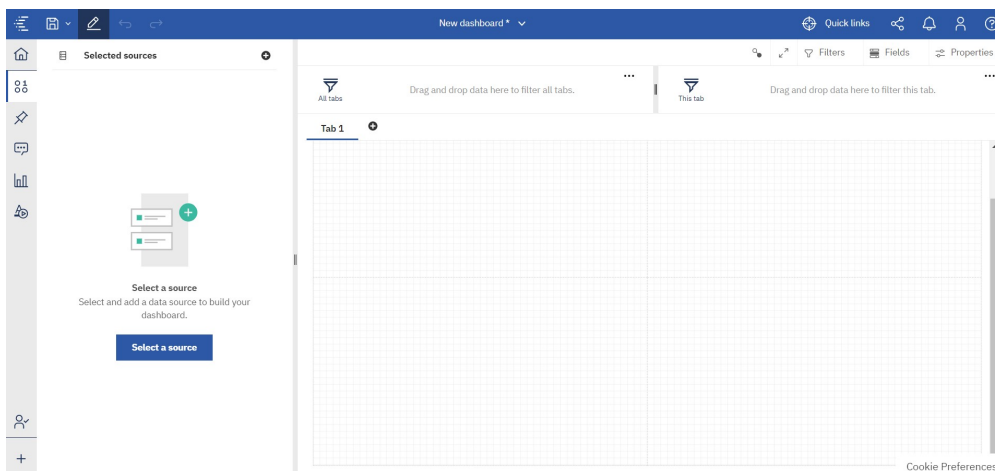 New dashboard *
Quick links
Selected sources
Filters
Fields
Properties
All tabs
Drag and drop data here to filter all tabs.
This tab
Drag and drop data here to filter this tab.
Tab 1
Select a source
Select and add a data source to build your
dashboard.
Select a source
Cookie Preferences